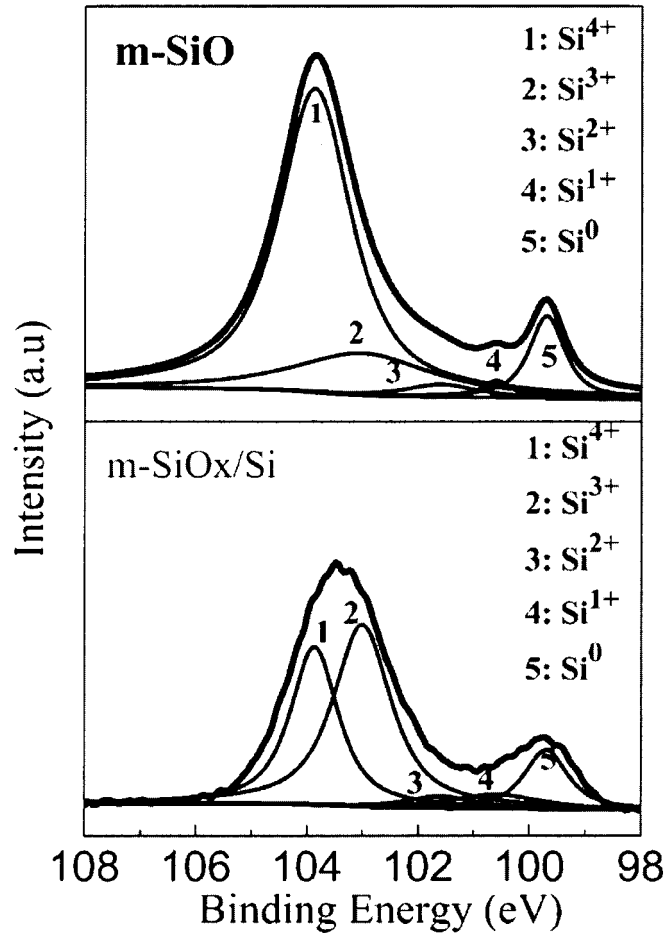 m-SiO
1: Si⁴⁺
2: Si³⁺
3: Si²⁺
4: Si¹⁺
5: Si⁰
1
2
3
4
5
m-SiOx/Si
1: Si⁴⁺
2: Si³⁺
3: Si²⁺
4: Si¹⁺
5: Si⁰
1
2
3
4
5
Intensity (a.u)
108 106 104 102 100 98
Binding Energy (eV)